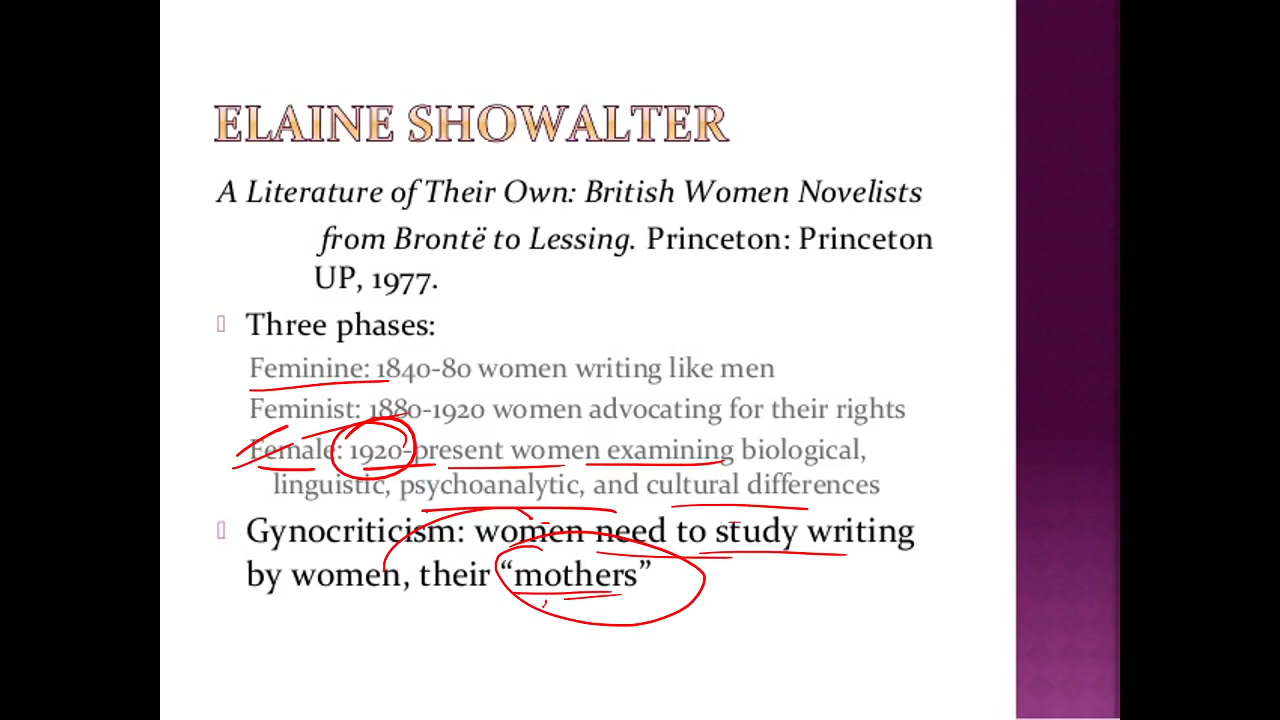 ELAINE SHOWALTER
A Literature of Their Own: British Women Novelists
from Brontë to Lessing. Princeton: Princeton
UP, 1977.
Three phases:
Feminine: 1840-80 women writing like men
Feminist: 1880-1920 women advocating for their rights
Female: 1920-present women examining biological,
linguistic, psychoanalytic, and cultural differences
Gynocriticism: women need to study writing
by women, their “mothers”